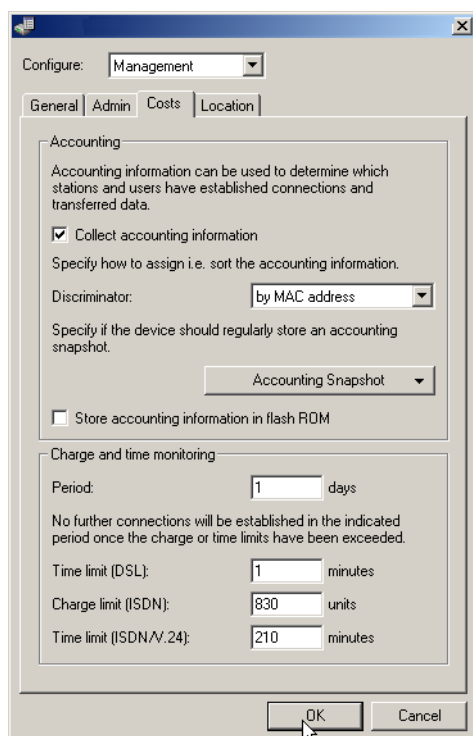 Configure: Management
General Admin Costs Location
Accounting
Accounting information can be used to determine which
stations and users have established connections and
transferred data.
Collect accounting information
Specify how to assign i.e. sort the accounting information.
Discriminator: by MAC address
Specify if the device should regularly store an accounting
snapshot.
Accounting Snapshot
Store accounting information in flash ROM
Charge and time monitoring
Period: 1 days
No further connections will be established in the indicated
period once the charge or time limits have been exceeded.
Time limit (DSL): 1 minutes
Charge limit (ISDN): 830 units
Time limit (ISDN/V.24): 210 minutes
OK Cancel